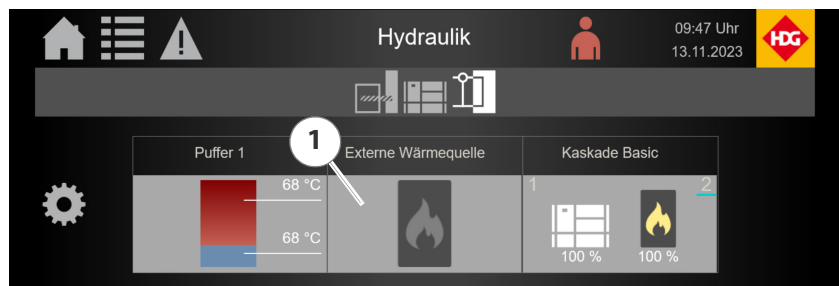 Hydraulik
09:47 Uhr
13.11.2023
HDG
1
Puffer 1
Externe Wärmequelle
Kaskade Basic
68 °C
68 °C
1
2
100 %
100 %